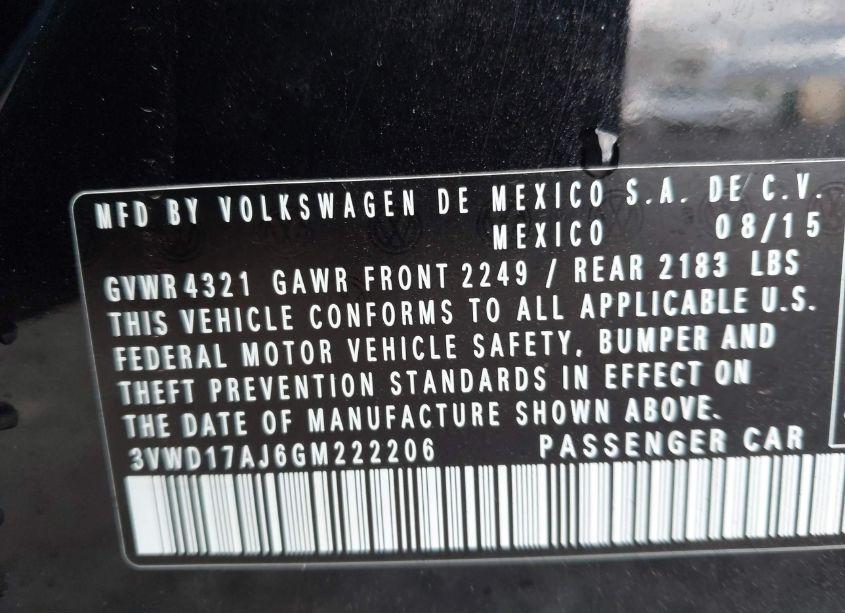 MFD BY VOLKSWAGEN DE MEXICO S.A. DE C.V.
MEXICO 08/15
GVWR 4321 GAWR FRONT 2249 / REAR 2183 LBS
THIS VEHICLE CONFORMS TO ALL APPLICABLE U.S.
FEDERAL MOTOR VEHICLE SAFETY, BUMPER AND
THEFT PREVENTION STANDARDS IN EFFECT ON
THE DATE OF MANUFACTURE SHOWN ABOVE.
3VWD17AJ6GM222206 PASSENGER CAR